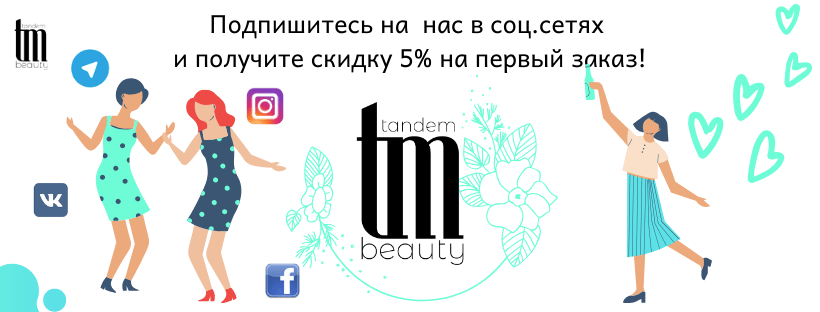 Подпишитесь на нас в соц.сетях
и получите скидку 5% на первый заказ!
tandem
tm
beauty
tandem
tm
beauty